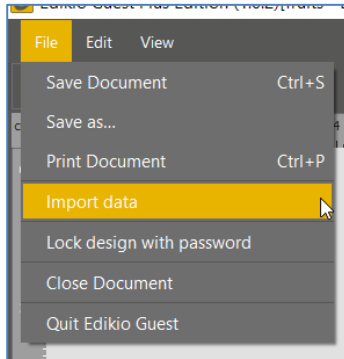 File Edit View
Save Document Ctrl+S
Save as...
Print Document Ctrl+P
Import data
Lock design with password
Close Document
Quit Edikio Guest